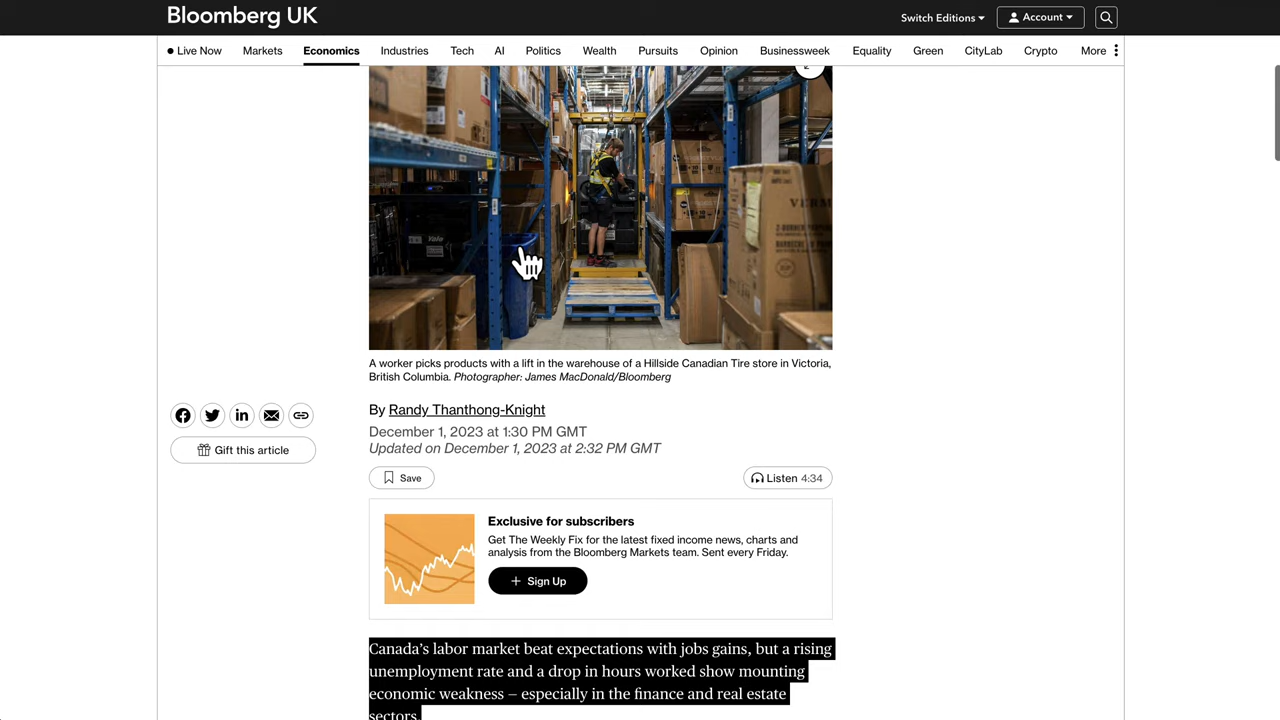 Bloomberg UK
Switch Editions
Account
Live Now
Markets
Economics
Industries
Tech
AI
Politics
Wealth
Pursuits
Opinion
Businessweek
Equality
Green
CityLab
Crypto
More
Yale
A worker picks products with a lift in the warehouse of a Hillside Canadian Tire store in Victoria,
British Columbia. Photographer: James MacDonald/Bloomberg
By Randy Thanthong-Knight
December 1, 2023 at 1:30 PM GMT
Updated on December 1, 2023 at 2:32 PM GMT
Gift this article
Save
Listen 4:34
Exclusive for subscribers
Get The Weekly Fix for the latest fixed income news, charts and
analysis from the Bloomberg Markets team. Sent every Friday.
+ Sign Up
Canada’s labor market beat expectations with jobs gains, but a rising
unemployment rate and a drop in hours worked show mounting
economic weakness – especially in the finance and real estate
sectors.